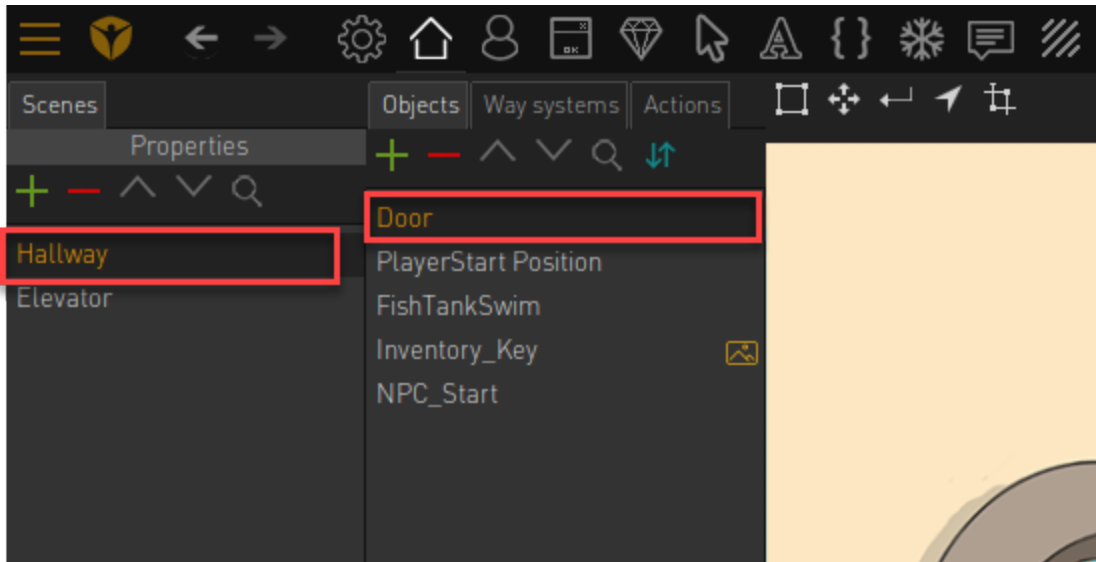 Scenes
Objects Way systems Actions
Properties
Door
Hallway
PlayerStart Position
Elevator
FishTankSwim
Inventory_Key
NPC_Start